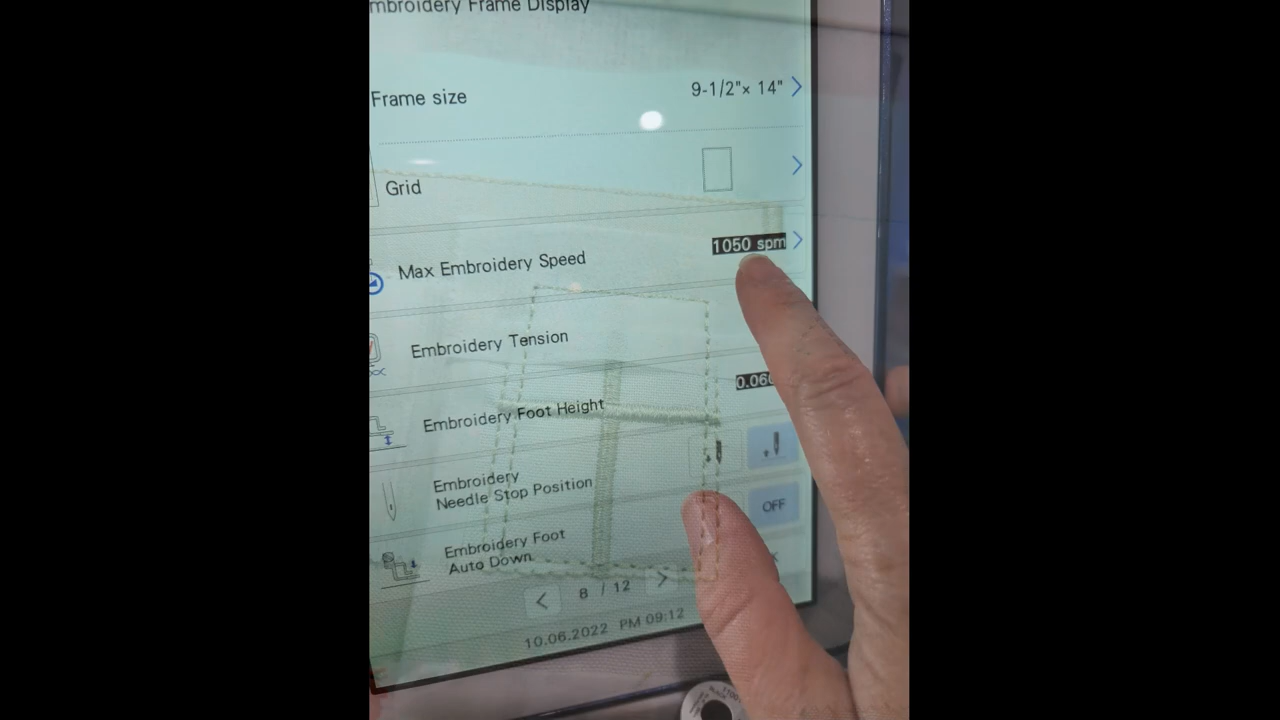 mbroidery Frame Display
Frame size 9-1/2"× 14"
Grid
Max Embroidery Speed 1050 spm
Embroidery Tension
Embroidery Foot Height 0.06
Embroidery
Needle Stop Position
Embroidery Foot
Auto Down OFF
8 / 12
10.06.2022 PM 09:12